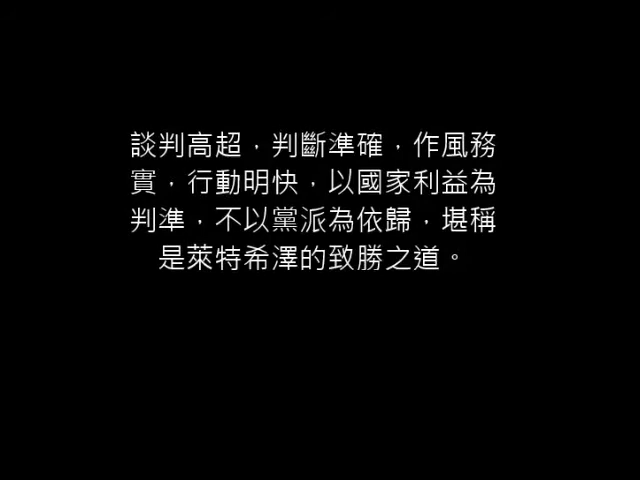 談判高超，判斷準確，作風務
實，行動明快，以國家利益為
判準，不以黨派為依歸，堪稱
是萊特希澤的致勝之道。